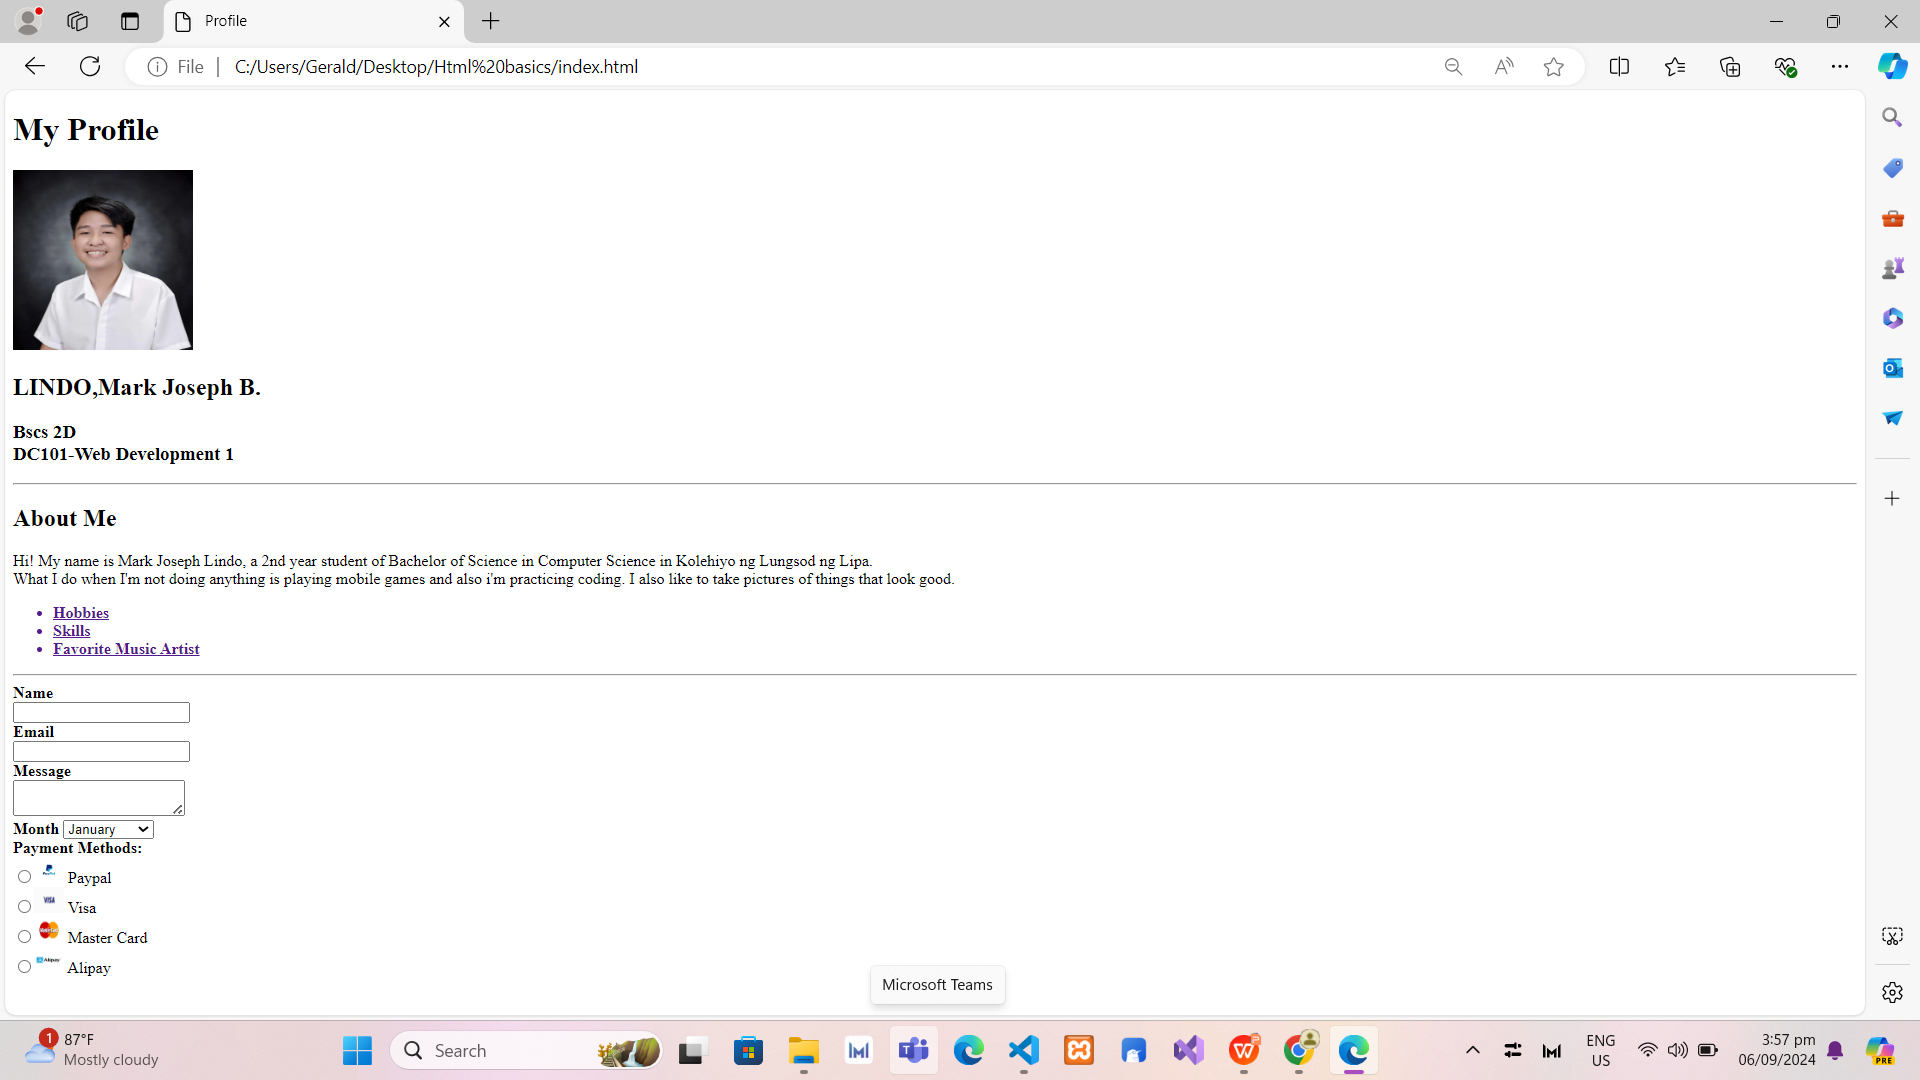 Profile
File
C:/Users/Gerald/Desktop/Html%20basics/index.html
My Profile
LINDO,Mark Joseph B.
Bscs 2D
DC101-Web Development 1
About Me
Hi! My name is Mark Joseph Lindo, a 2nd year student of Bachelor of Science in Computer Science in Kolehiyo ng Lungsod ng Lipa.
What I do when I'm not doing anything is playing mobile games and also i'm practicing coding. I also like to take pictures of things that look good.
Hobbies
Skills
Favorite Music Artist
Name
Email
Message
Month January
Payment Methods:
Paypal
VISA Visa
Master Card
Alipay Alipay
Microsoft Teams
1 87°F
Mostly cloudy
Search
ENG
US
3:57 pm
06/09/2024
PRE